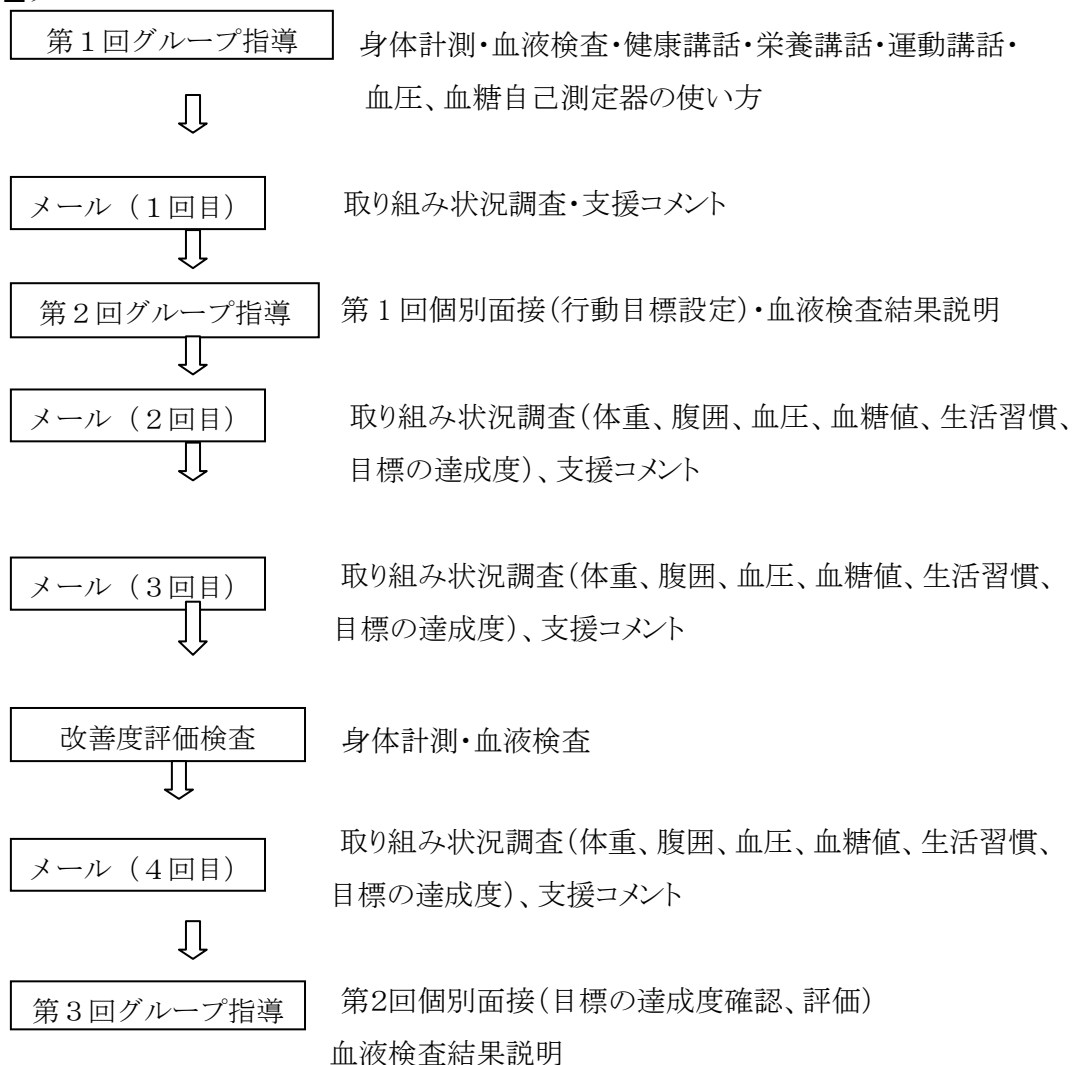 第１回グループ指導
身体計測・血液検査・健康講話・栄養講話・運動講話・
血圧、血糖自己測定器の使い方
メール（１回目）
取り組み状況調査・支援コメント
第２回グループ指導
第１回個別面接（行動目標設定）・血液検査結果説明
メール（２回目）
取り組み状況調査（体重、腹囲、血圧、血糖値、生活習慣、
目標の達成度）、支援コメント
メール（３回目）
取り組み状況調査（体重、腹囲、血圧、血糖値、生活習慣、
目標の達成度）、支援コメント
改善度評価検査
身体計測・血液検査
メール（４回目）
取り組み状況調査（体重、腹囲、血圧、血糖値、生活習慣、
目標の達成度）、支援コメント
第３回グループ指導
第2回個別面接（目標の達成度確認、評価）
血液検査結果説明